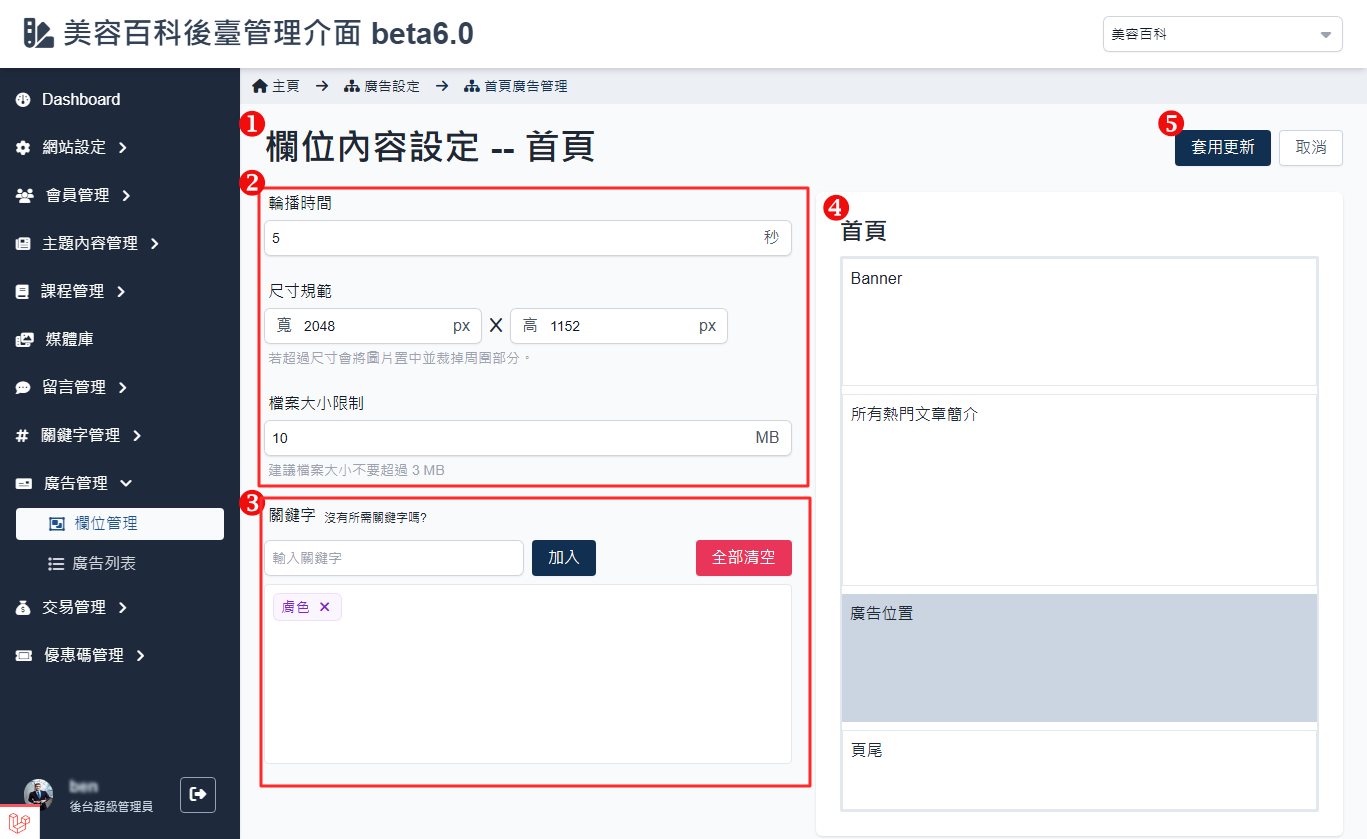 美容百科後臺管理介面 beta6.0
美容百科
Dashboard
網站設定
會員管理
主題內容管理
課程管理
媒體庫
留言管理
# 關鍵字管理
廣告管理
欄位管理
廣告列表
交易管理
優惠碼管理
ben
後台超級管理員
主頁 → 廣告設定 → 首頁廣告管理
1
欄位內容設定 -- 首頁
5
套用更新
取消
2
輪播時間
5 秒
尺寸規範
寬 2048 px X 高 1152 px
若超過尺寸會將圖片置中並裁掉周圍部分。
檔案大小限制
10 MB
建議檔案大小不要超過 3 MB
3
關鍵字 沒有所需關鍵字嗎?
輸入關鍵字 加入 全部清空
膚色 ×
4
首頁
Banner
所有熱門文章簡介
廣告位置
頁尾